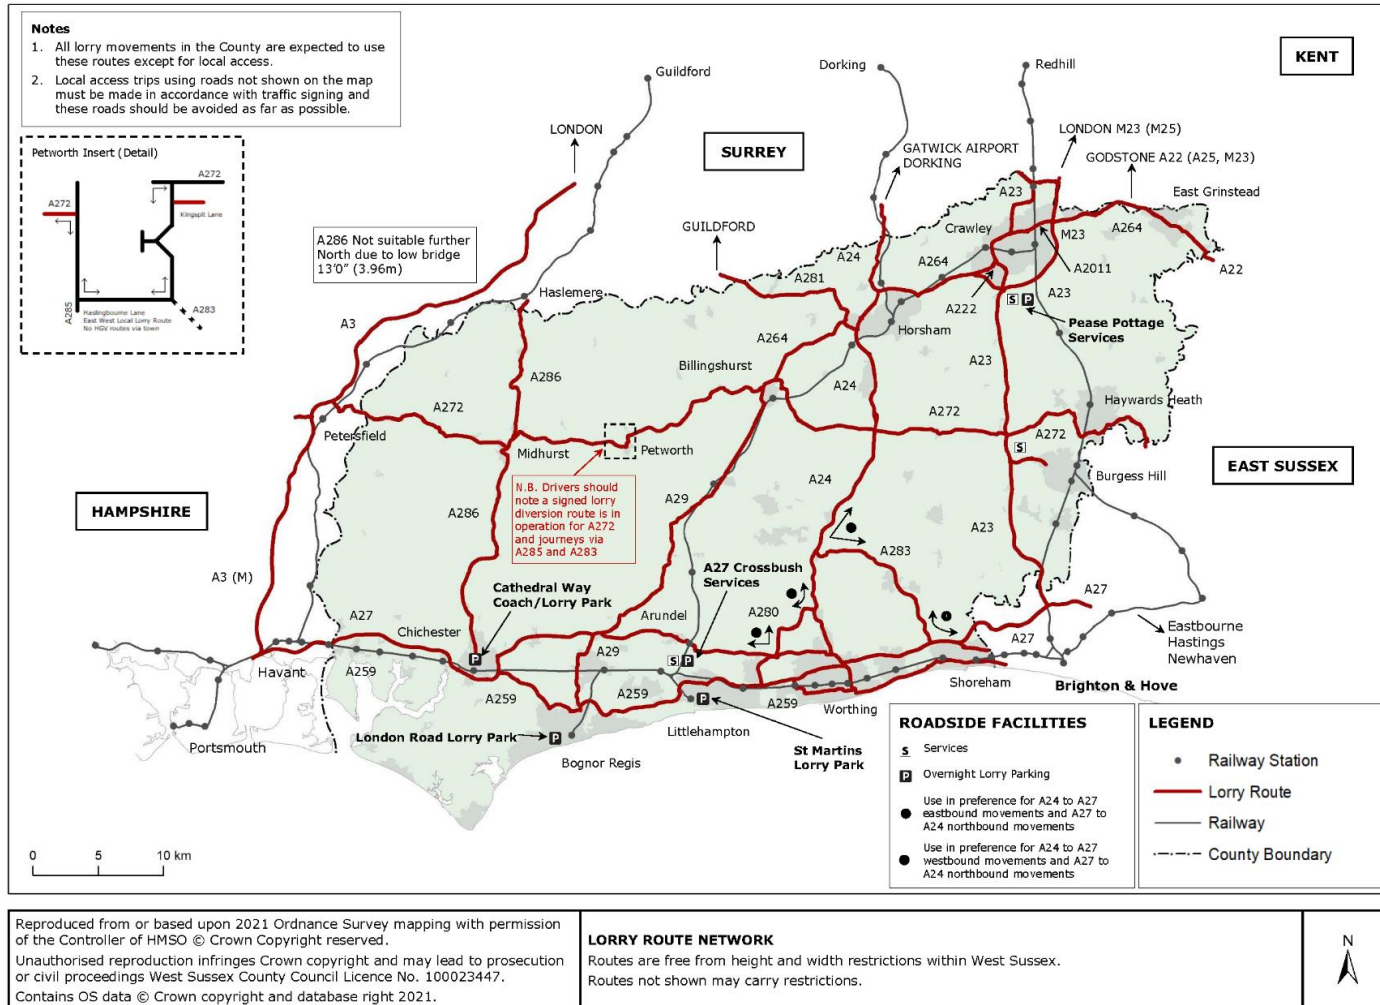 Notes
1. All lorry movements in the County are expected to use
these routes except for local access.
2. Local access trips using roads not shown on the map
must be made in accordance with traffic signing and
these roads should be avoided as far as possible.
Petworth Insert (Detail)
A272
A272
Kingspit Lane
A285
Haslingbourne Lane
East West Local Lorry Route
No HGV routes via town
A283
KENT
SURREY
HAMPSHIRE
EAST SUSSEX
Guildford
Dorking
Redhill
LONDON
LONDON M23 (M25)
GATWICK AIRPORT
DORKING
GODSTONE A22 (A25, M23)
East Grinstead
A23
GUILDFORD
Crawley
M23
A264
A22
A286 Not suitable further
North due to low bridge
13'0" (3.96m)
A24
A281
A264
A2011
Haslemere
A3
A222
A23
Horsham
Pease Pottage
Services
S
P
A264
Billingshurst
A23
A286
A24
A272
Haywards Heath
A272
A272
Petersfield
Midhurst
Petworth
S
Burgess Hill
N.B. Drivers should
note a signed lorry
diversion route is in
operation for A272
and journeys via
A285 and A283
A29
A24
A286
A23
A283
A3 (M)
A27 Crossbush
Services
Cathedral Way
Coach/Lorry Park
A27
A280
Arundel
A27
Chichester
A27
Eastbourne
Hastings
Newhaven
P
A29
S
P
Havant
A259
A259
A259
P
A259
Worthing
Shoreham
Brighton & Hove
Portsmouth
London Road Lorry Park
P
Littlehampton
Bognor Regis
St Martins
Lorry Park
ROADSIDE FACILITIES
S Services
P Overnight Lorry Parking
Use in preference for A24 to A27
eastbound movements and A27 to
A24 northbound movements
Use in preference for A24 to A27
westbound movements and A27 to
A24 northbound movements
LEGEND
Railway Station
Lorry Route
Railway
County Boundary
0 5 10 km
Reproduced from or based upon 2021 Ordnance Survey mapping with permission
of the Controller of HMSO © Crown Copyright reserved.
Unauthorised reproduction infringes Crown copyright and may lead to prosecution
or civil proceedings West Sussex County Council Licence No. 100023447.
Contains OS data © Crown copyright and database right 2021.
LORRY ROUTE NETWORK
Routes are free from height and width restrictions within West Sussex.
Routes not shown may carry restrictions.
N